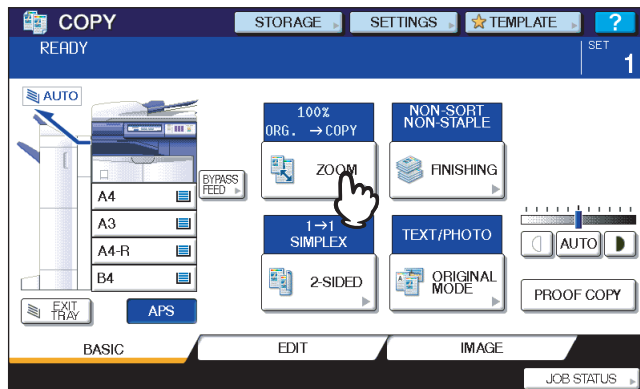 COPY
STORAGE
SETTINGS
TEMPLATE
?
READY
SET
1
AUTO
100%
ORG. →COPY
ZOOM
NON-SORT
NON-STAPLE
FINISHING
BYPASS
FEED
A4
A3
A4-R
B4
1→1
SIMPLEX
2-SIDED
TEXT/PHOTO
ORIGINAL
MODE
AUTO
PROOF COPY
EXIT
TRAY
APS
BASIC
EDIT
IMAGE
JOB STATUS